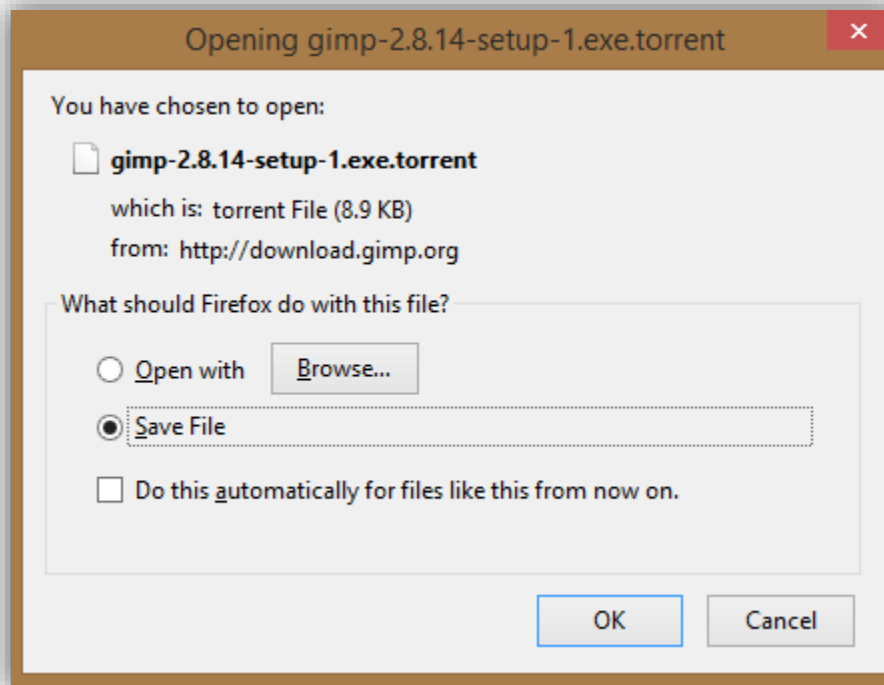 Opening gimp-2.8.14-setup-1.exe.torrent
You have chosen to open:
gimp-2.8.14-setup-1.exe.torrent
which is: torrent File (8.9 KB)
from: http://download.gimp.org
What should Firefox do with this file?
Open with Browse...
Save File
Do this automatically for files like this from now on.
OK Cancel